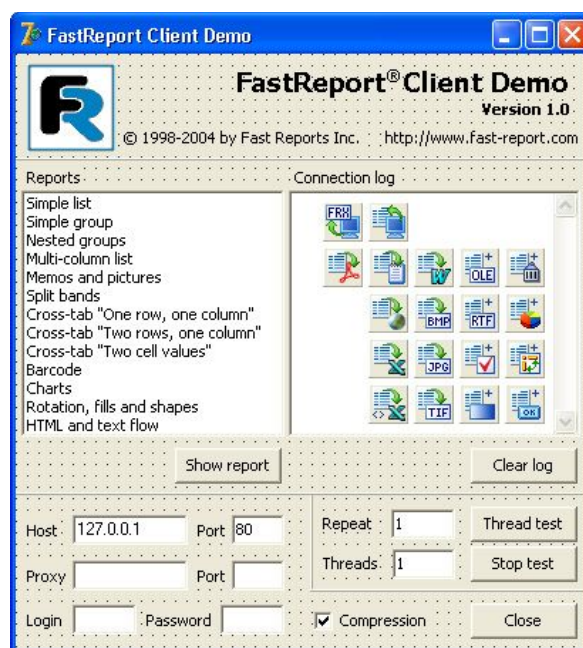 FastReport Client Demo
FR
FastReport® Client Demo
Version 1.0
© 1998-2004 by Fast Reports Inc. http://www.fast-report.com
Reports
Connection log
Simple list
Simple group
Nested groups
Multi-column list
Memos and pictures
Split bands
Cross-tab "One row, one column"
Cross-tab "Two rows, one column"
Cross-tab "Two cell values"
Barcode
Charts
Rotation, fills and shapes
HTML and text flow
FRX
W OLE
BMP RTF
X JPG
<> X TIF OK
Show report
Clear log
Host 127.0.0.1 Port 80
Proxy Port
Login Password
Repeat 1 Thread test
Threads 1 Stop test
Compression Close